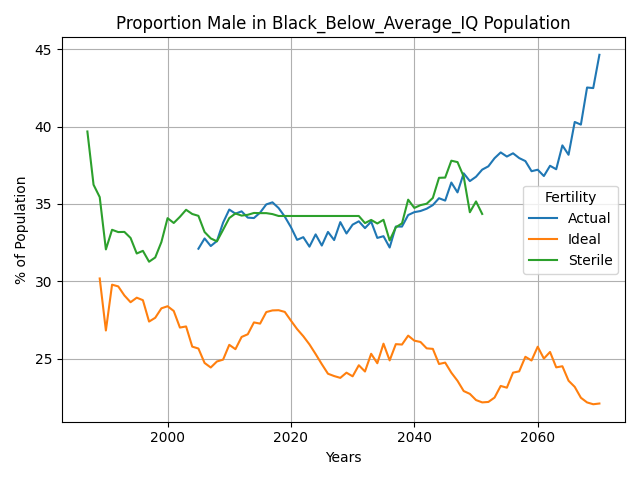 Proportion Male in Black_Below_Average_IQ Population
45
40
35
30
25
% of Population
Fertility
Actual
Ideal
Sterile
2000 2020 2040 2060
Years